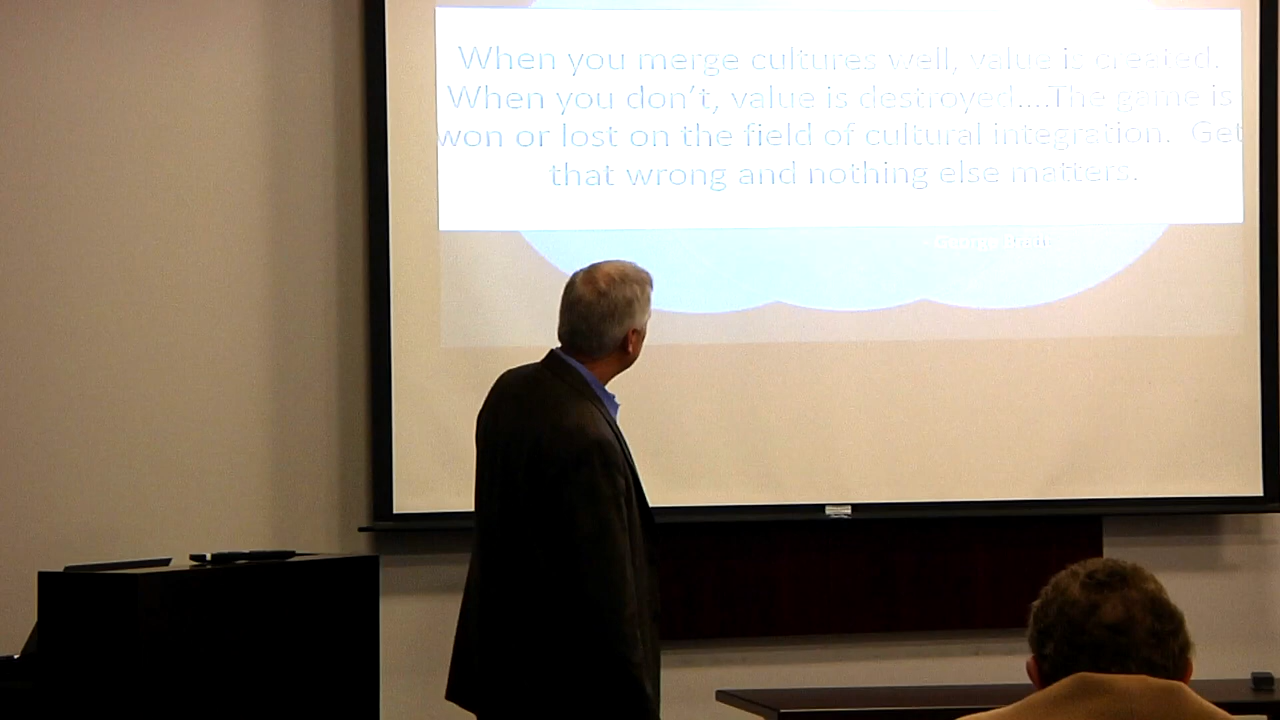 When you merge cultures well, value is created.
When you don't, value is destroyed....The game is
won or lost on the field of cultural integration.  Get
that wrong and nothing else matters.